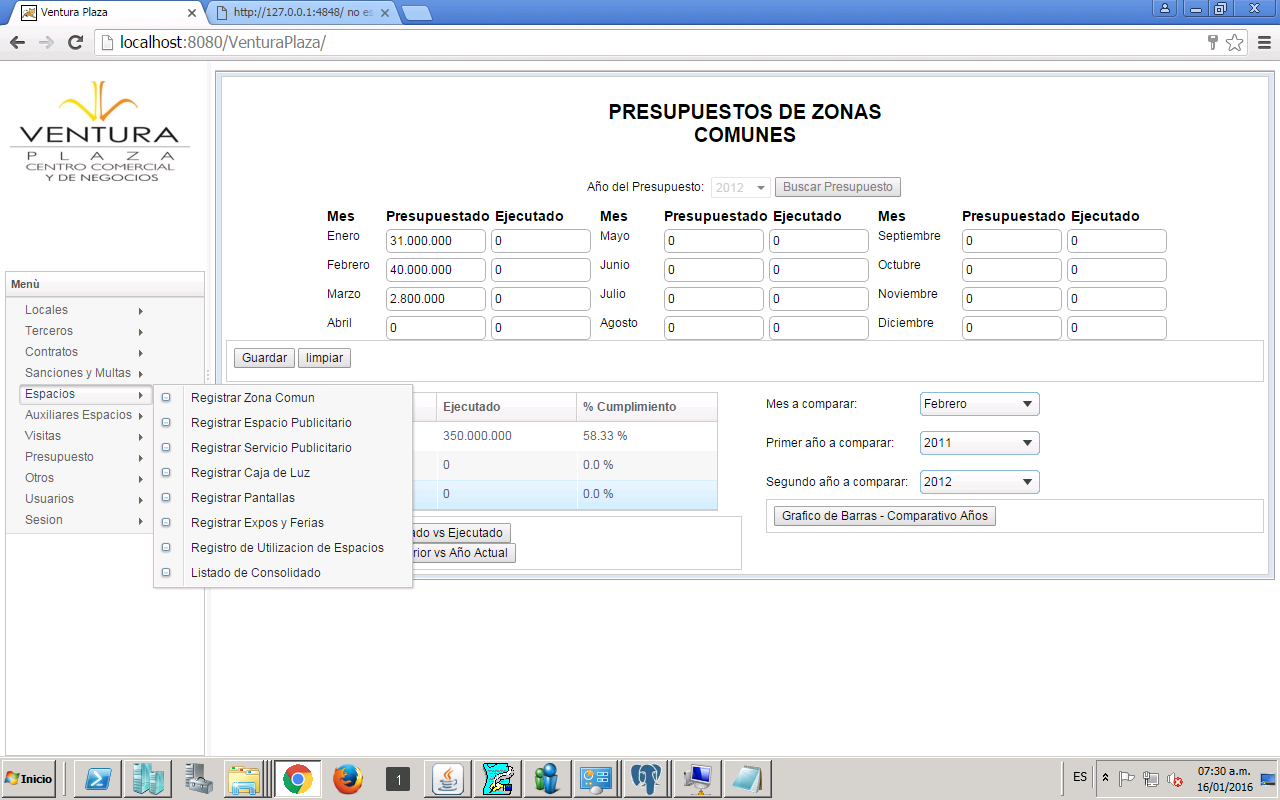 Ventura Plaza
http://127.0.0.1:4848/ no es
localhost:8080/VenturaPlaza/
VENTURA
PLAZA
CENTRO COMERCIAL
Y DE NEGOCIOS
Menù
Locales
Terceros
Contratos
Sanciones y Multas
Espacios
Auxiliares Espacios
Visitas
Presupuesto
Otros
Usuarios
Sesion
Registrar Zona Comun
Registrar Espacio Publicitario
Registrar Servicio Publicitario
Registrar Caja de Luz
Registrar Pantallas
Registrar Expos y Ferias
Registro de Utilizacion de Espacios
Listado de Consolidado
PRESUPUESTOS DE ZONAS
COMUNES
Año del Presupuesto: 2012 Buscar Presupuesto
Mes Presupuestado Ejecutado Mes Presupuestado Ejecutado Mes Presupuestado Ejecutado
Enero 31.000.000 0 Mayo 0 0 Septiembre 0 0
Febrero 40.000.000 0 Junio 0 0 Octubre 0 0
Marzo 2.800.000 0 Julio 0 0 Noviembre 0 0
Abril 0 0 Agosto 0 0 Diciembre 0 0
Guardar limpiar
Ejecutado % Cumplimiento
350.000.000 58.33 %
0 0.0 %
0 0.0 %
ado vs Ejecutado
rior vs Año Actual
Mes a comparar: Febrero
Primer año a comparar: 2011
Segundo año a comparar: 2012
Grafico de Barras - Comparativo Años
Inicio
1
ES
07:30 a.m.
16/01/2016